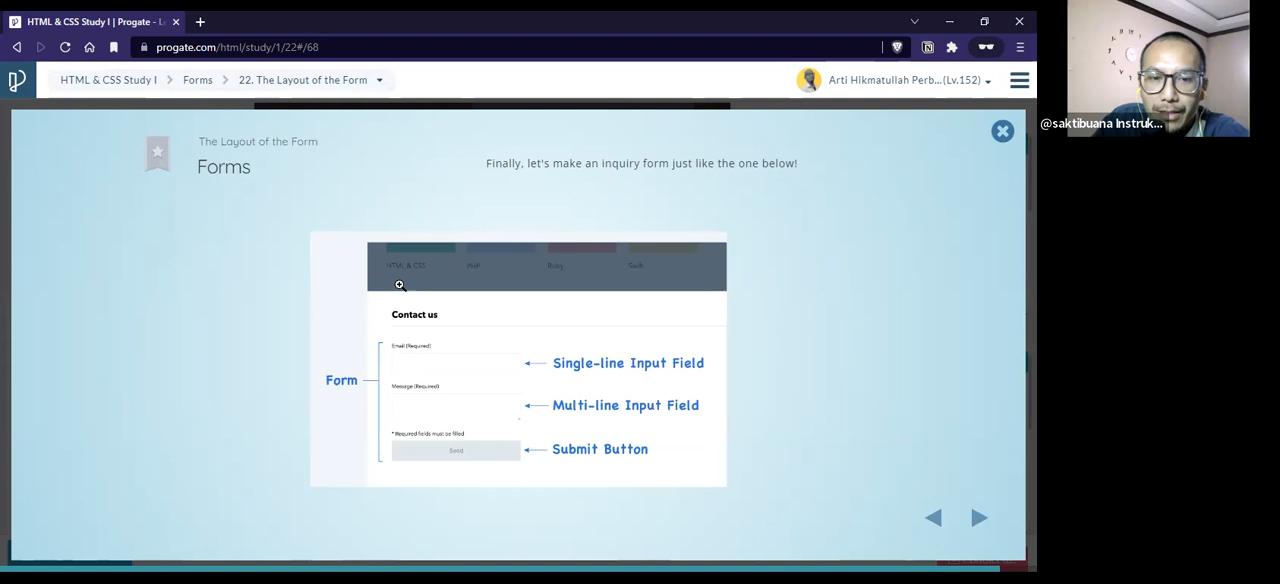 HTML & CSS Study I | Progate - L
progate.com/html/study/1/22#/68
HTML & CSS Study I
Forms
22. The Layout of the Form
Arti Hikmatullah Perb...(Lv.152)
@saktibuana Instruk...
The Layout of the Form
Forms
Finally, let's make an inquiry form just like the one below!
HTML & CSS
PHP
Ruby
Swift
Contact us
Email (Required)
Single-line Input Field
Form
Message (Required)
Multi-line Input Field
* Required fields must be filled
Send
Submit Button